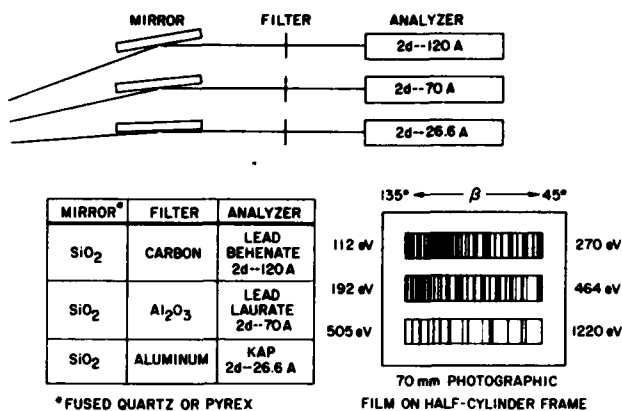 MIRROR FILTER ANALYZER
2d--120 A
2d--70 A
2d--26.6 A
MIRROR* FILTER ANALYZER
SiO2 CARBON LEAD
BEHENATE
2d--120 A
SiO2 Al2O3 LEAD
LAURATE
2d--70 A
SiO2 ALUMINUM KAP
2d-26.6 A
*FUSED QUARTZ OR PYREX
135° β 45°
112 eV 270 eV
192 eV 464 eV
505 eV 1220 eV
70 mm PHOTOGRAPHIC
FILM ON HALF-CYLINDER FRAME